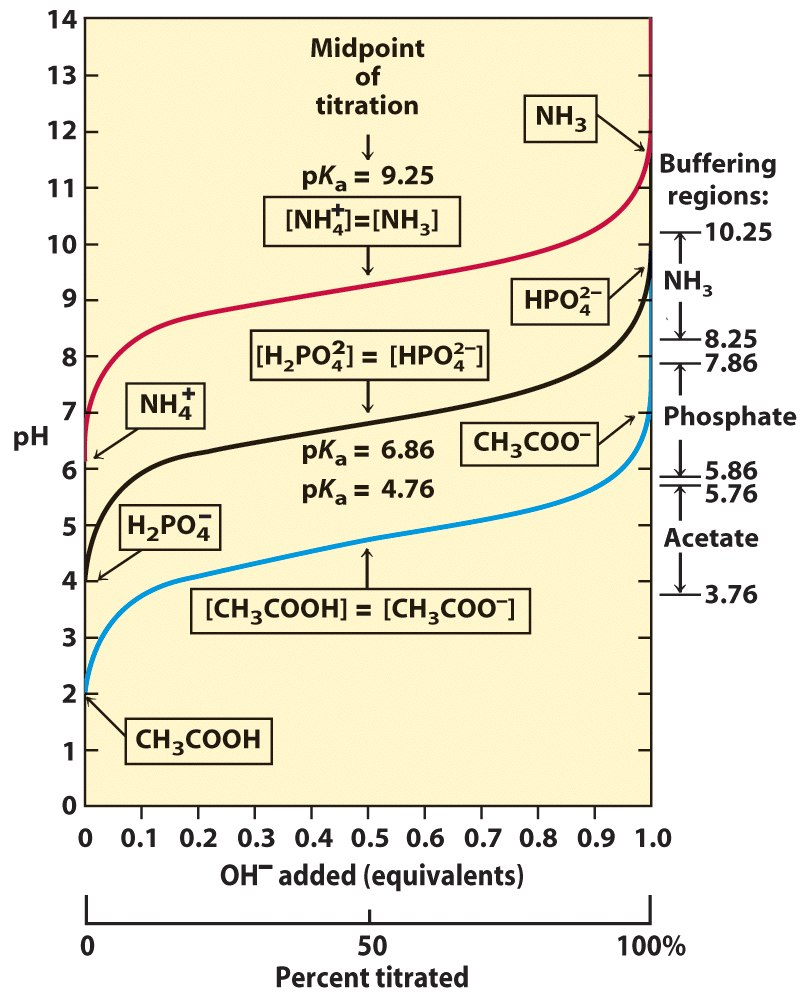 14
13
12
11
10
9
8
7
6
5
4
3
2
1
0
pH
Midpoint
of
titration
pKa = 9.25
[NH₄⁺]=[NH₃]
NH₃
NH₄⁺
HPO₄²⁻
[H₂PO₄²] = [HPO₄²⁻]
pKa = 6.86
pKa = 4.76
CH₃COO⁻
H₂PO₄⁻
[CH₃COOH] = [CH₃COO⁻]
CH₃COOH
Buffering
regions:
10.25
NH₃
8.25
7.86
Phosphate
5.86
5.76
Acetate
3.76
0 0.1 0.2 0.3 0.4 0.5 0.6 0.7 0.8 0.9 1.0
OH⁻ added (equivalents)
0 50 100%
Percent titrated